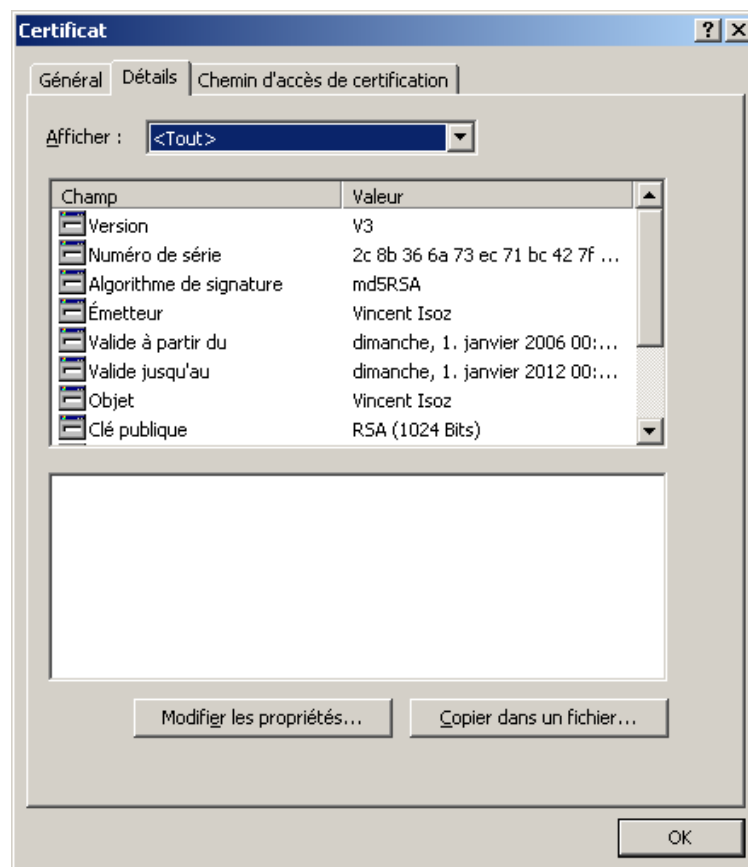 Certificat
Général Détails Chemin d'accès de certification
Afficher : <Tout>
Champ Valeur
Version V3
Numéro de série 2c 8b 36 6a 73 ec 71 bc 42 7f ...
Algorithme de signature md5RSA
Émetteur Vincent Isoz
Valide à partir du dimanche, 1. janvier 2006 00:...
Valide jusqu'au dimanche, 1. janvier 2012 00:...
Objet Vincent Isoz
Clé publique RSA (1024 Bits)
Modifier les propriétés... Copier dans un fichier...
OK